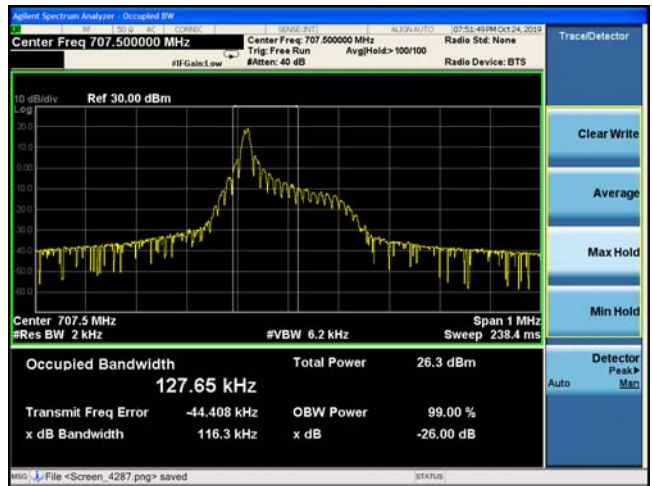 Agilent Spectrum Analyzer - Occupied BW
RF 50 Ω AC CORREC SENSE:INT ALIGN AUTO 07:51:49 PM Oct 24, 2019
Center Freq 707.500000 MHz
Center Freq: 707.500000 MHz
Radio Std: None
Trig: Free Run Avg|Hold:>100/100
#IFGain:Low #Atten: 40 dB Radio Device: BTS
Trace/Detector
10 dB/div Ref 30.00 dBm
Log
20.0
10.0
0.00
-10.0
-20.0
-30.0
-40.0
-50.0
-60.0
Center 707.5 MHz Span 1 MHz
#Res BW 2 kHz #VBW 6.2 kHz Sweep 238.4 ms
Occupied Bandwidth Total Power 26.3 dBm
127.65 kHz
Transmit Freq Error -44.408 kHz OBW Power 99.00 %
x dB Bandwidth 116.3 kHz x dB -26.00 dB
Clear Write
Average
Max Hold
Min Hold
Detector
Peak▶
Auto Man
MSG File <Screen_4287.png> saved STATUS